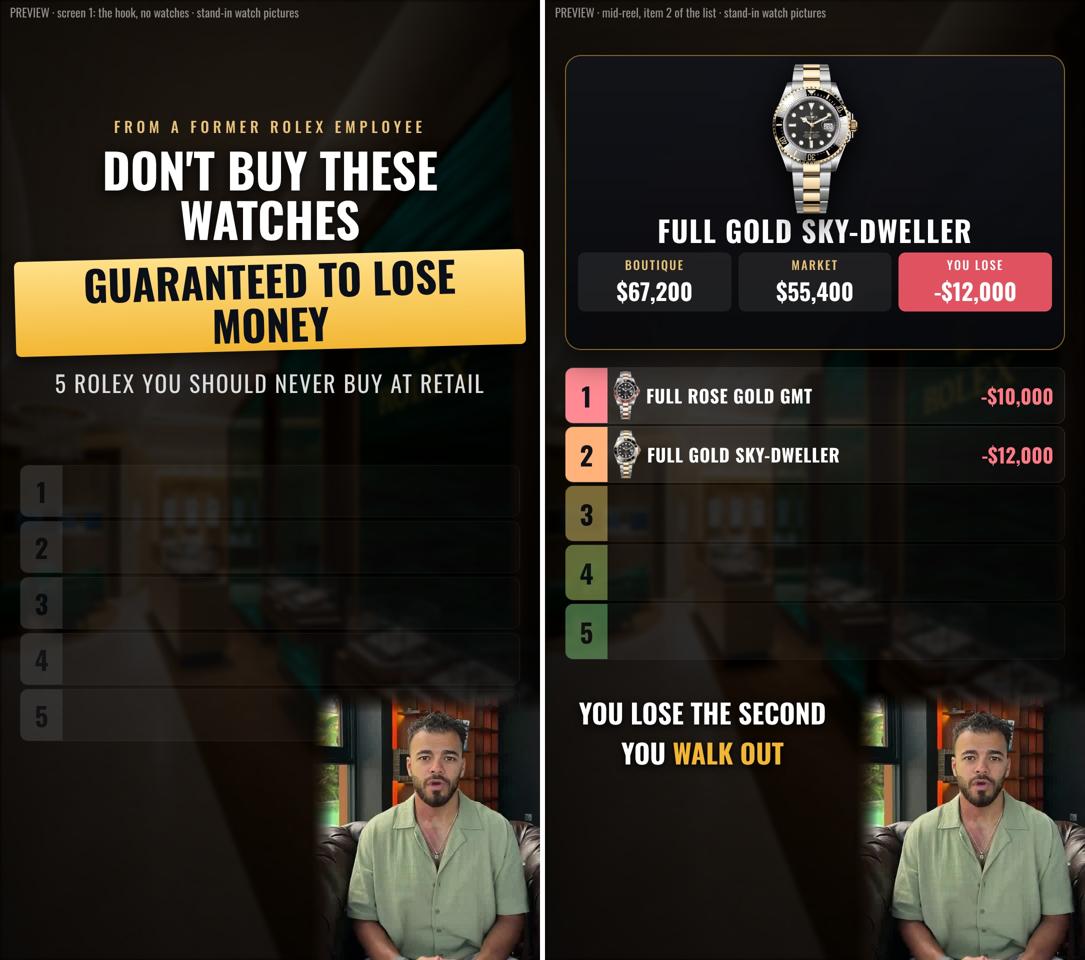 PREVIEW · screen 1: the hook, no watches · stand-in watch pictures
FROM A FORMER ROLEX EMPLOYEE
DON'T BUY THESE
WATCHES
GUARANTEED TO LOSE
MONEY
5 ROLEX YOU SHOULD NEVER BUY AT RETAIL
1
2
3
4
5
PREVIEW · mid-reel, item 2 of the list · stand-in watch pictures
FULL GOLD SKY-DWELLER
BOUTIQUE
$67,200
MARKET
$55,400
YOU LOSE
-$12,000
ROLEX
1 FULL ROSE GOLD GMT -$10,000
2 FULL GOLD SKY-DWELLER -$12,000
3
4
5
YOU LOSE THE SECOND
YOU WALK OUT